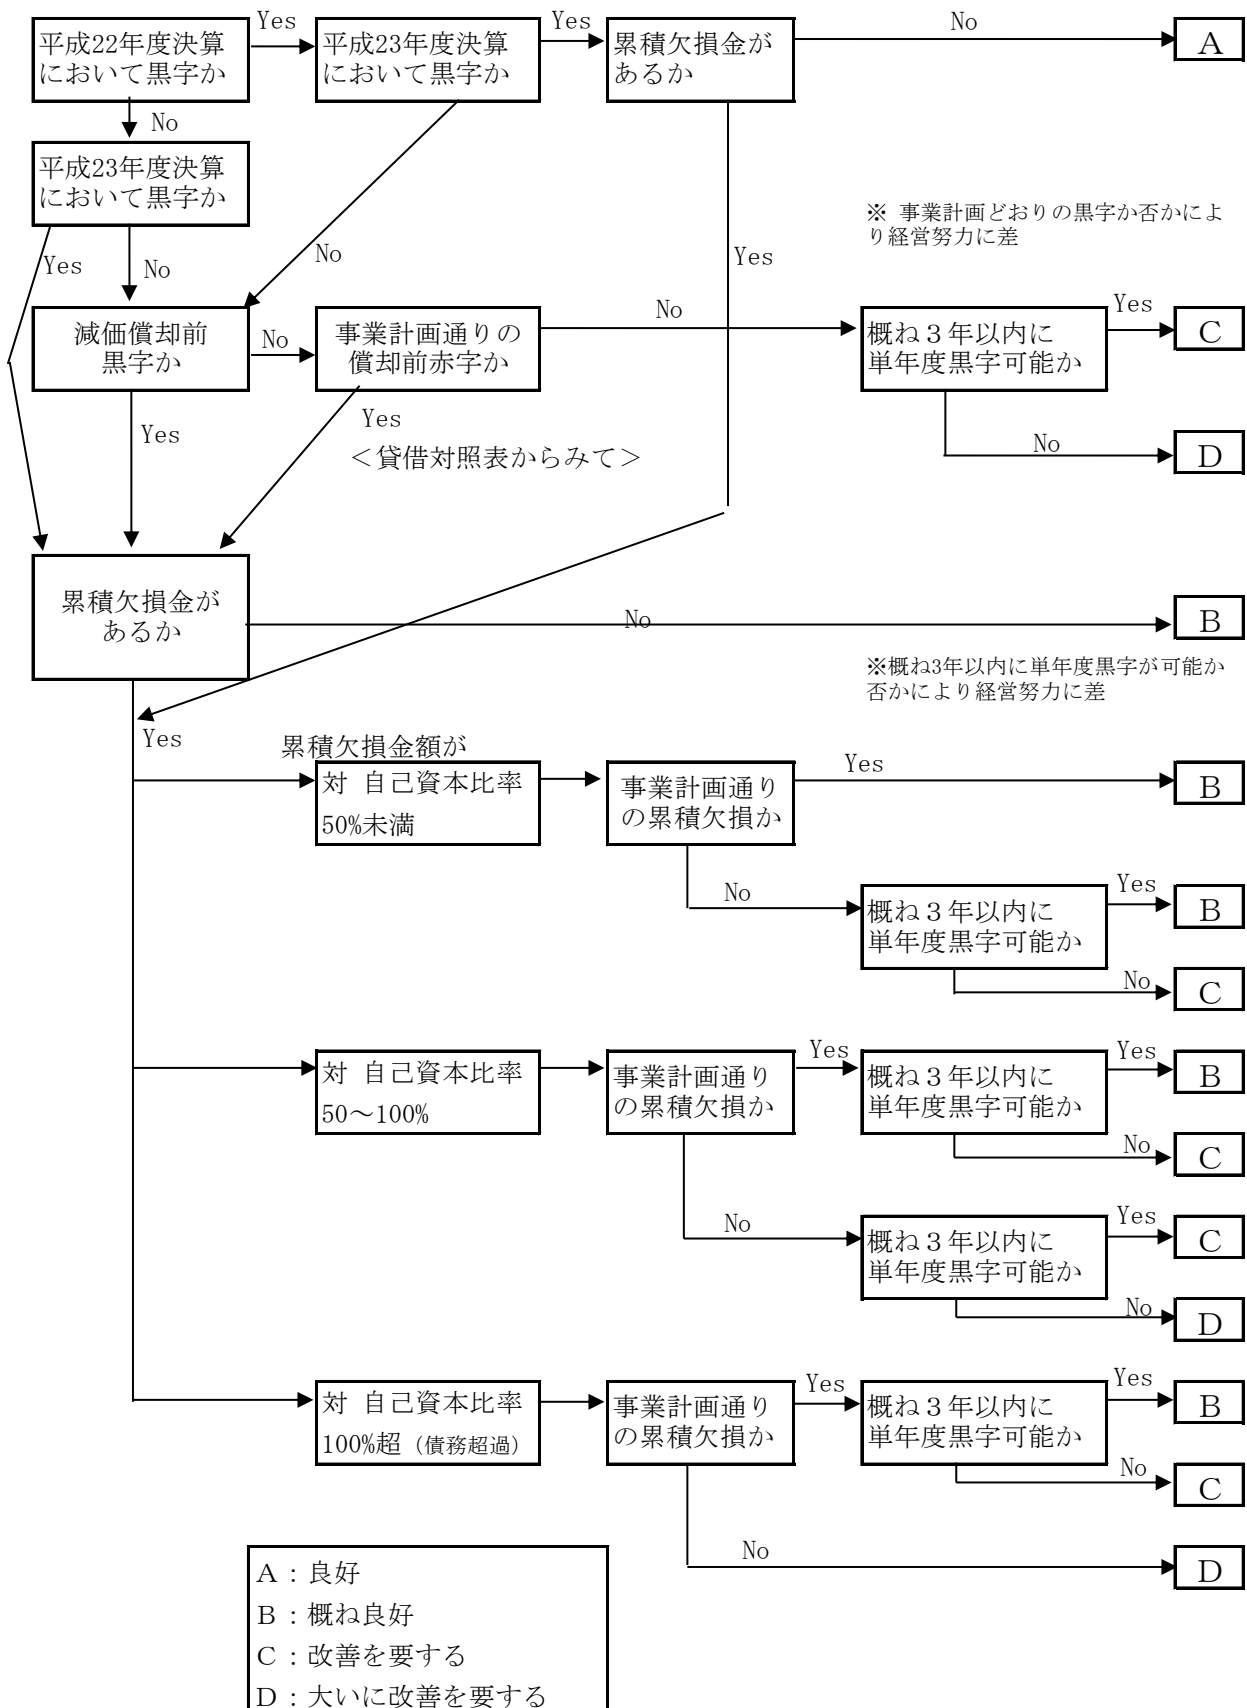 Yes
Yes
No
平成22年度決算
において黒字か
平成23年度決算
において黒字か
累積欠損金が
あるか
A
No
平成23年度決算
において黒字か
※ 事業計画どおりの黒字か否かによ
り経営努力に差
Yes
No
No
Yes
減価償却前
黒字か
No
事業計画通りの
償却前赤字か
No
概ね３年以内に
単年度黒字可能か
Yes
C
Yes
Yes
＜貸借対照表からみて＞
No
D
累積欠損金が
あるか
No
B
※概ね3年以内に単年度黒字が可能か
否かにより経営努力に差
Yes
累積欠損金額が
対 自己資本比率
50%未満
事業計画通り
の累積欠損か
Yes
B
No
概ね３年以内に
単年度黒字可能か
Yes
B
No
C
対 自己資本比率
50～100%
事業計画通り
の累積欠損か
Yes
概ね３年以内に
単年度黒字可能か
Yes
B
No
C
No
概ね３年以内に
単年度黒字可能か
Yes
C
No
D
対 自己資本比率
100%超（債務超過）
事業計画通り
の累積欠損か
Yes
概ね３年以内に
単年度黒字可能か
Yes
B
No
C
No
D
A：良好
B：概ね良好
C：改善を要する
D：大いに改善を要する